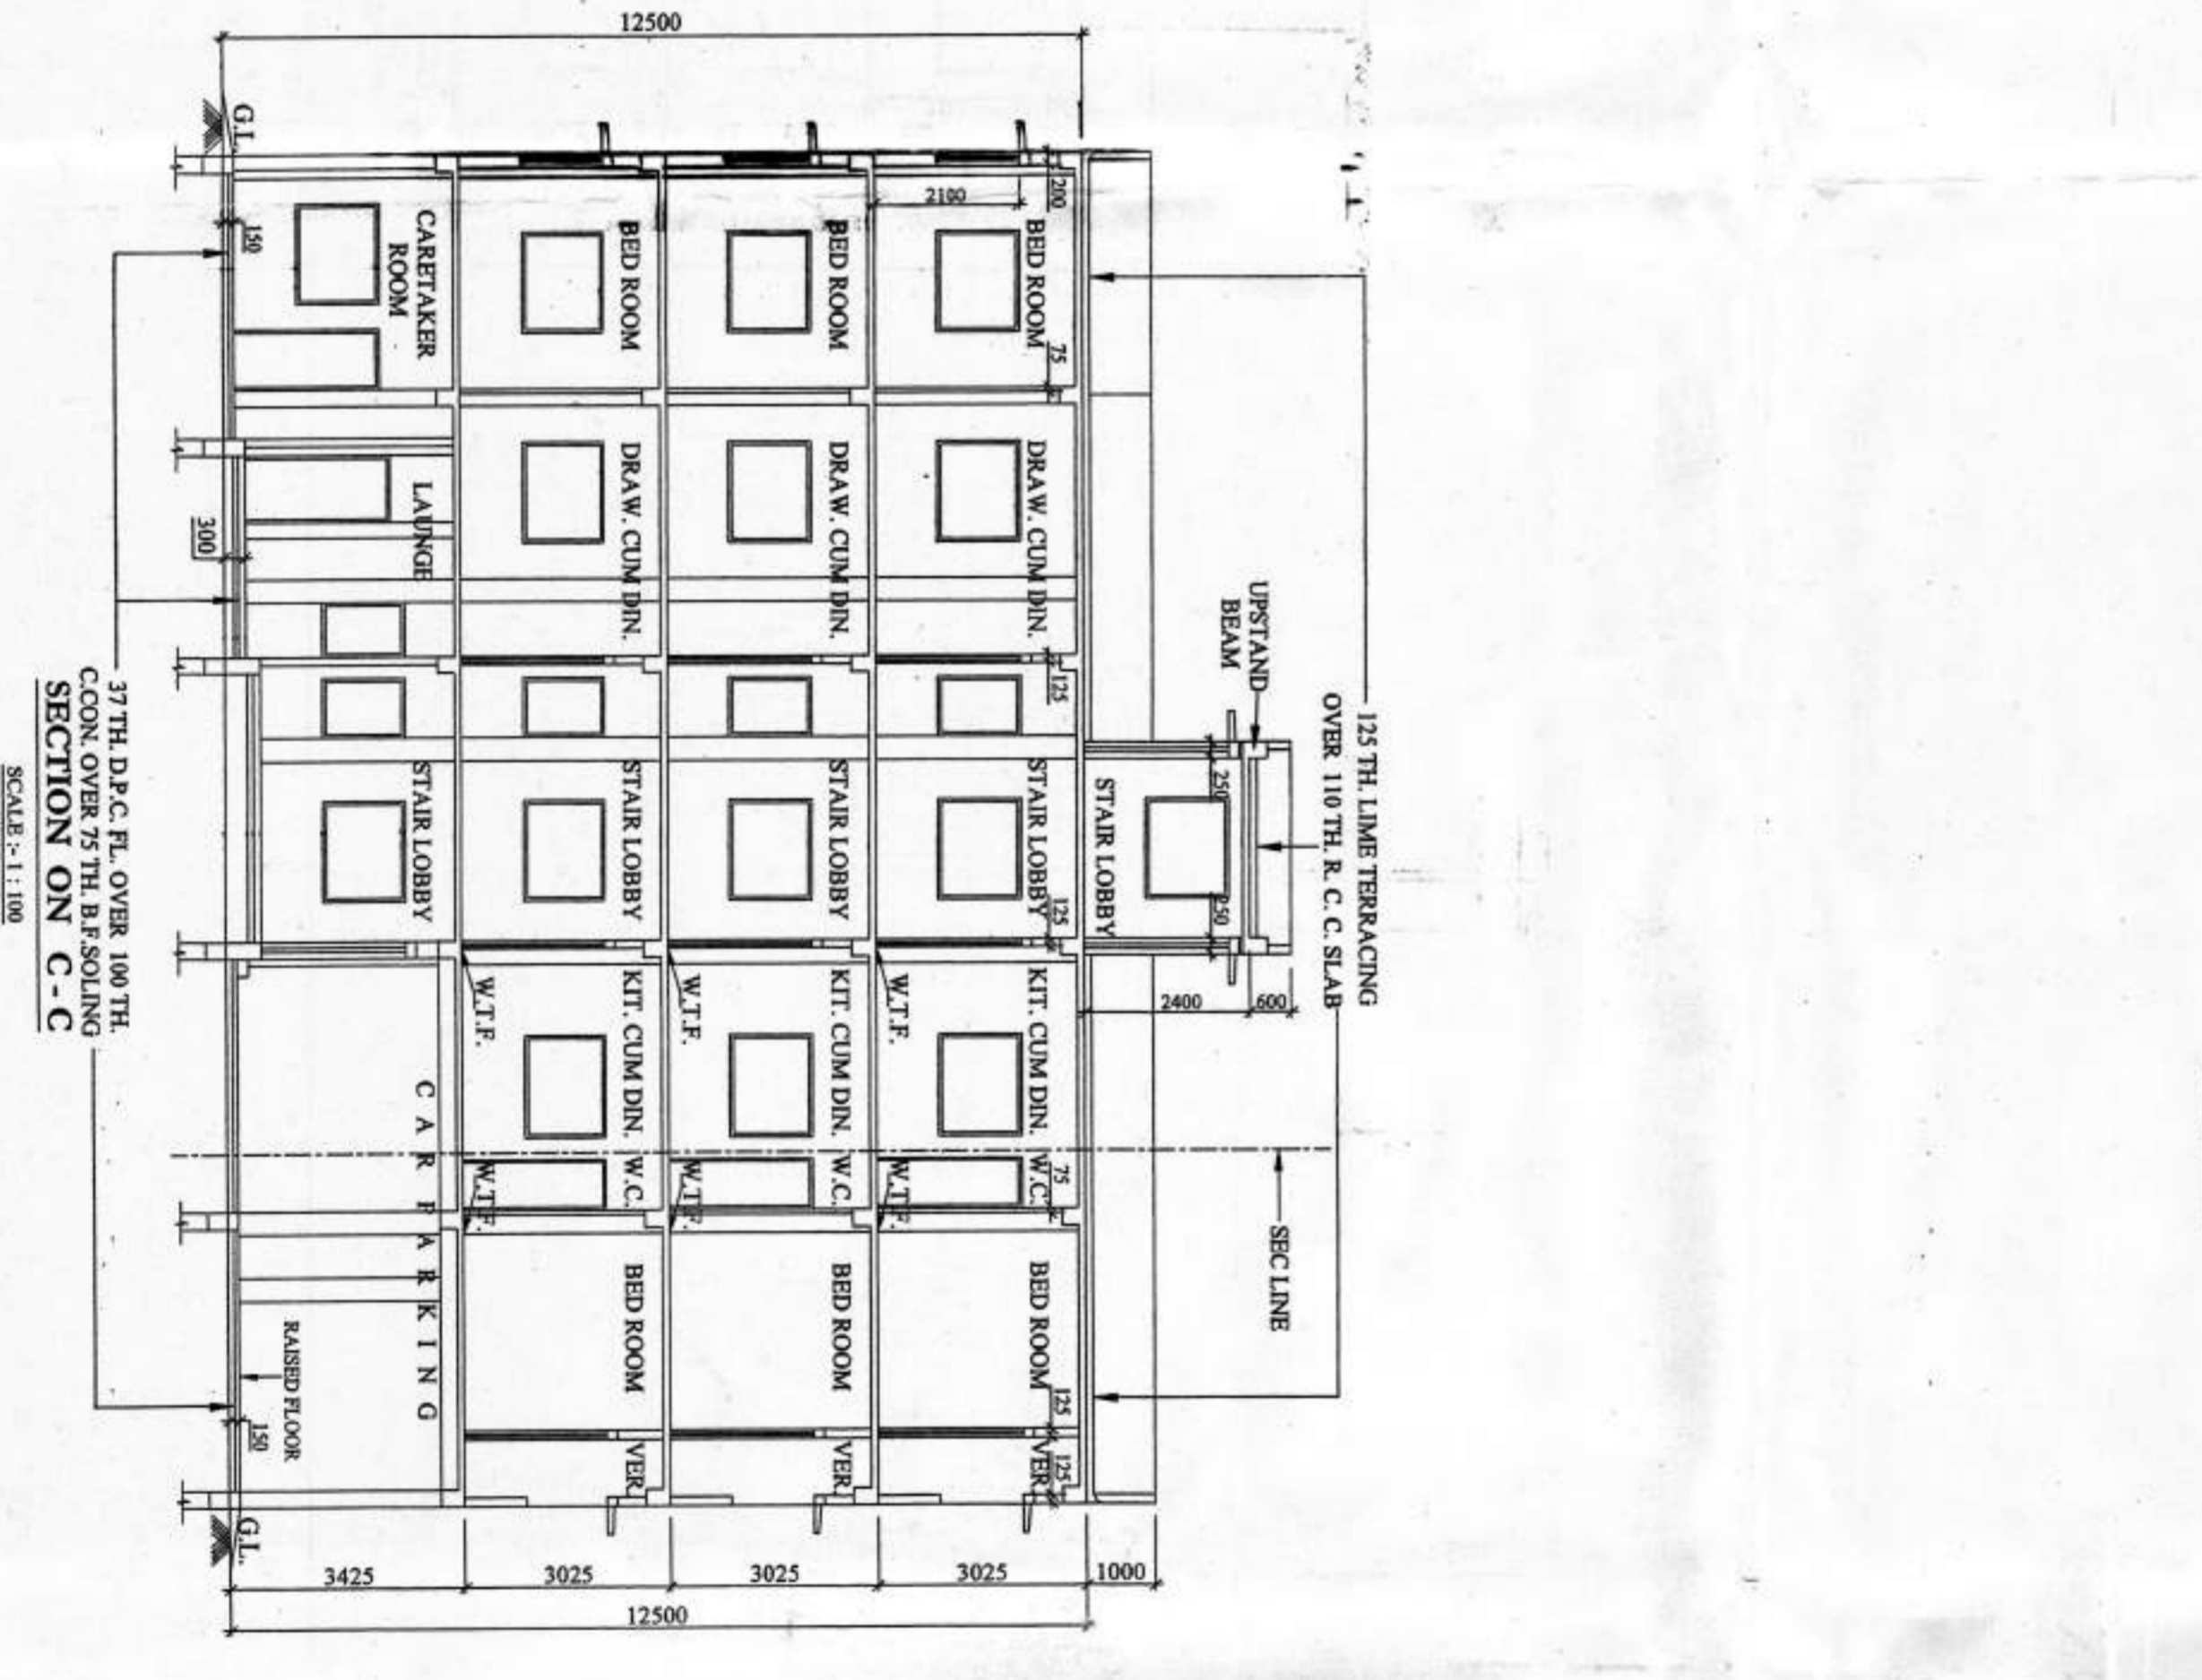 125 TH. LIME TERRACING
OVER 110 TH. R. C. C. SLAB
UPSTAND
BEAM
SEC LINE
600
2400
250
250
STAIR LOBBY
1000
200
75
125
125
75
125
125
BED ROOM
DRAW. CUM DIN.
STAIR LOBBY
KIT. CUM DIN.
W.C.
BED ROOM
VER.
2100
3025
W.T.F.
W.T.F.
BED ROOM
DRAW. CUM DIN.
STAIR LOBBY
KIT. CUM DIN.
W.C.
BED ROOM
VER.
3025
W.T.F.
W.T.F.
12500
12500
BED ROOM
DRAW. CUM DIN.
STAIR LOBBY
KIT. CUM DIN.
W.C.
BED ROOM
VER.
3025
W.T.F.
W.T.F.
CARETAKER
ROOM
LAUNGE
STAIR LOBBY
CAR PARKING
3425
RAISED FLOOR
150
150
G.L.
G.L.
300
37 TH. D.P.C. FL. OVER 100 TH.
C.CON. OVER 75 TH. B.F.SOLING
SECTION ON C - C
SCALE :- 1 : 100